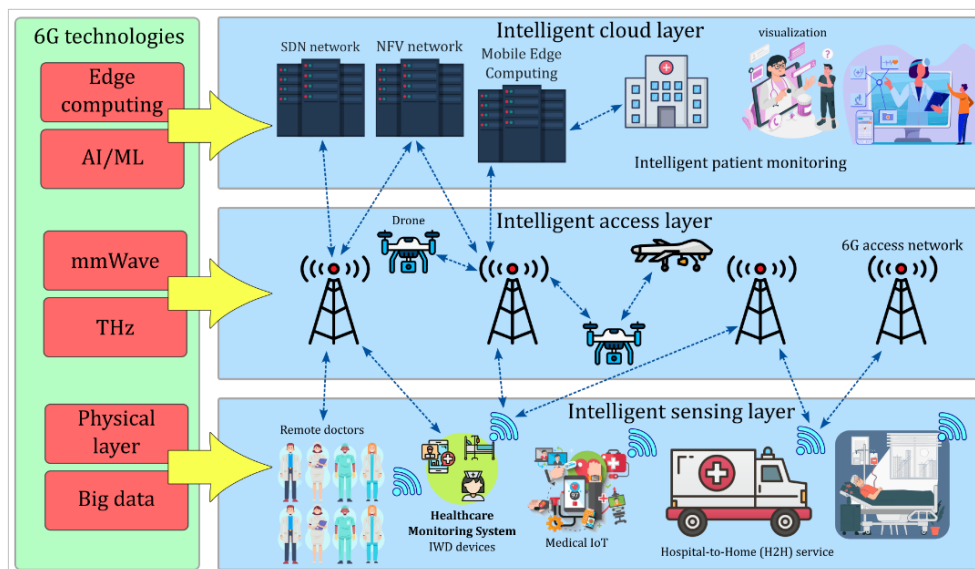 6G technologies
Edge
computing
AI/ML
mmWave
THz
Physical
layer
Big data
Intelligent cloud layer
SDN network
NFV network
Mobile Edge
Computing
visualization
Intelligent patient monitoring
Intelligent access layer
Drone
6G access network
Intelligent sensing layer
Remote doctors
Healthcare
Monitoring System
IWD devices
Medical IoT
Hospital-to-Home (H2H) service